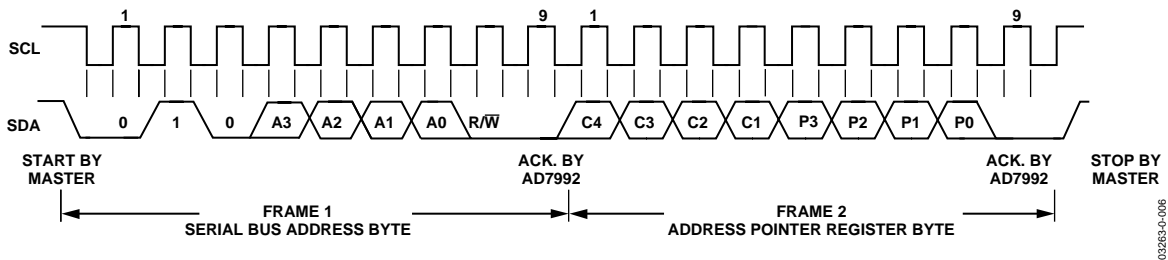 1 9 1 9
SCL
SDA 0 1 0 A3 A2 A1 A0 R/W̅ C4 C3 C2 C1 P3 P2 P1 P0
START BY ACK. BY ACK. BY STOP BY
MASTER AD7992 AD7992 MASTER
FRAME 1 FRAME 2
SERIAL BUS ADDRESS BYTE ADDRESS POINTER REGISTER BYTE
03263-0-006